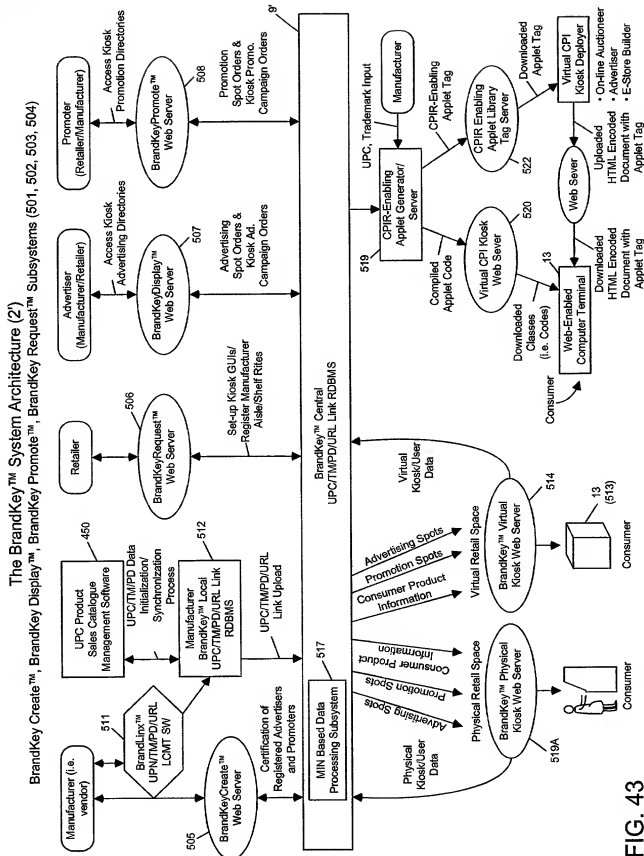 The BrandKey™ System Architecture (2')
BrandKey Create™, BrandKey Display™, BrandKey Promote™, BrandKey Request™ Subsystems (501, 502, 503, 504)
Manufacturer (i.e.
vendor)
511
BrandLinx™
UPN/TM/PD/URL
LCMT SW
505
BrandKeyCreate™
Web Server
Certification of
Registered Advertisers
and Promoters
450
UPC Product
Sales Catalogue
Management Software
UPC/TM/PD Data
Initialization/
Synchronization
Process
512
Manufacturer
BrandKey™ Local
UPC/TM/PD/URL Link
RDBMS
UPC/TM/PD/URL
Link Upload
Retailer
506
BrandKeyRequest™
Web Server
Set-up Kiosk GUIs/
Register Manufacturer
Aisle/Shelf Rites
Advertiser
(Manufacturer/Retailer)
Access Kiosk
Advertising Directories
507
BrandKeyDisplay™
Web Server
Advertising
Spot Orders &
Kiosk Ad.
Campaign Orders
Promoter
(Retailer/Manufacturer)
Access Kiosk
Promotion Directories
508
BrandKeyPromote™
Web Server
Promotion
Spot Orders &
Kiosk Promo.
Campaign Orders
9'
BrandKey™ Central
UPC/TM/PD/URL Link RDBMS
517
MIN Based Data
Processing Subsystem
Physical
Kiosk/User
Data
Advertising Spots
Promotion Spots
Consumer Product
Information
Physical Retail Space
BrandKey™ Physical
Kiosk Web Server
519A
Consumer
Advertising Spots
Promotion Spots
Consumer Product
Information
Virtual Retail Space
Virtual
Kiosk/User
Data
514
BrandKey™ Virtual
Kiosk Web Server
13
(513)
Consumer
UPC, Trademark Input
Manufacturer
519
CPIR-Enabling
Applet Generator/
Server
CPIR-Enabling
Applet Tag
Compiled
Applet Code
Virtual CPI Kiosk
Web Server
520
CPIR Enabling
Applet Library
Tag Server
522
Downloaded
Applet Tag
Downloaded
Classes
(i.e. Codes)
13
Web-Enabled
Computer Terminal
Consumer
Downloaded
HTML Encoded
Document with
Applet Tag
Web Sever
Uploaded
HTML Encoded
Document with
Applet Tag
Virtual CPI
Kiosk Deployer
• On-line Auctioneer
• Advertiser
• E-Store Builder
FIG. 43